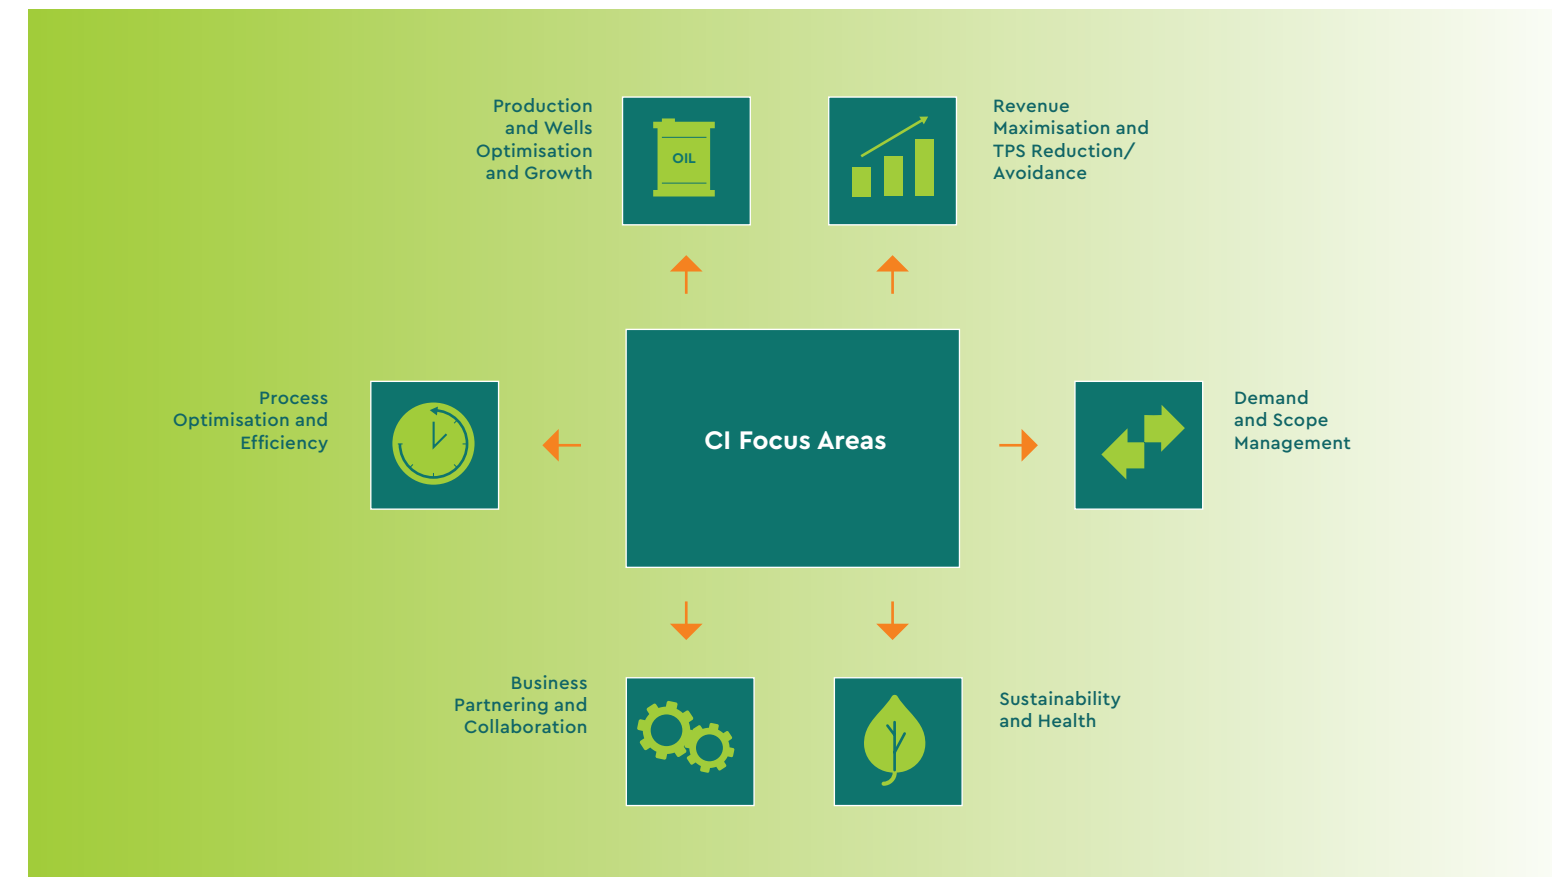 Production
and Wells
Optimisation
and Growth
OIL
Revenue
Maximisation and
TPS Reduction/
Avoidance
Process
Optimisation and
Efficiency
CI Focus Areas
Demand
and Scope
Management
Business
Partnering and
Collaboration
Sustainability
and Health